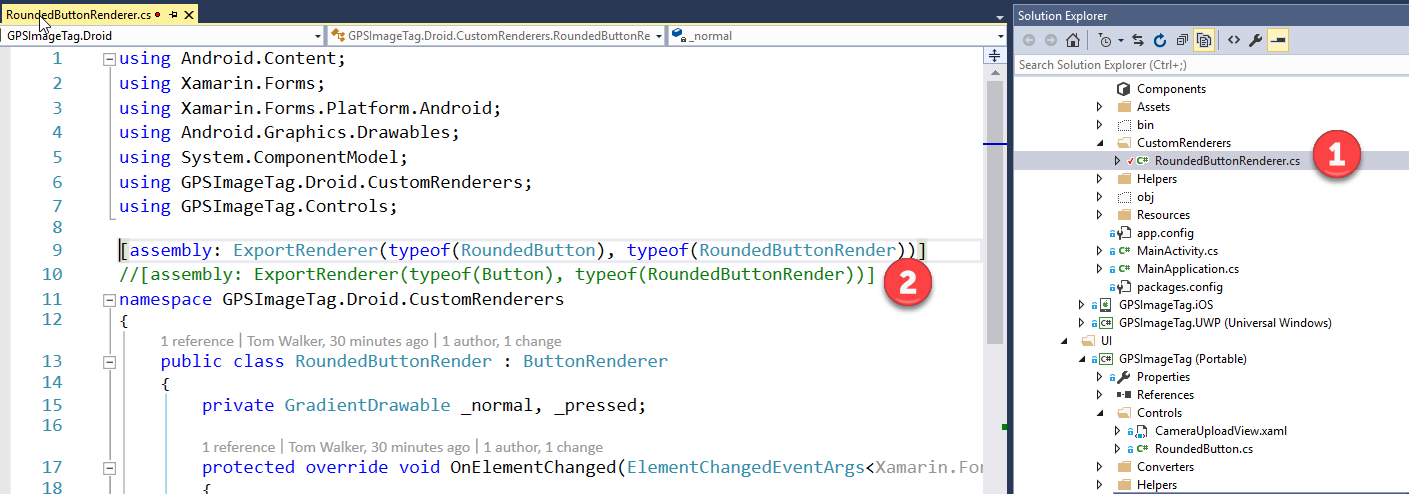 RoundedButtonRenderer.cs
GPSImageTag.Droid
GPSImageTag.Droid.CustomRenderers.RoundedButtonRe
_normal
1 using Android.Content;
2 using Xamarin.Forms;
3 using Xamarin.Forms.Platform.Android;
4 using Android.Graphics.Drawables;
5 using System.ComponentModel;
6 using GPSImageTag.Droid.CustomRenderers;
7 using GPSImageTag.Controls;
8
9 [assembly: ExportRenderer(typeof(RoundedButton), typeof(RoundedButtonRender))]
10 //[assembly: ExportRenderer(typeof(Button), typeof(RoundedButtonRender))]
2
11 namespace GPSImageTag.Droid.CustomRenderers
12 {
1 reference | Tom Walker, 30 minutes ago | 1 author, 1 change
13 public class RoundedButtonRender : ButtonRenderer
14 {
15 private GradientDrawable _normal, _pressed;
16
1 reference | Tom Walker, 30 minutes ago | 1 author, 1 change
17 protected override void OnElementChanged(ElementChangedEventArgs<Xamarin.For
18 {
Solution Explorer
Search Solution Explorer (Ctrl+;)
Components
Assets
bin
CustomRenderers
C# RoundedButtonRenderer.cs
1
Helpers
obj
Resources
app.config
C# MainActivity.cs
C# MainApplication.cs
packages.config
GPSImageTag.iOS
C# GPSImageTag.UWP (Universal Windows)
UI
C# GPSImageTag (Portable)
Properties
References
Controls
CameraUploadView.xaml
C# RoundedButton.cs
Converters
Helpers